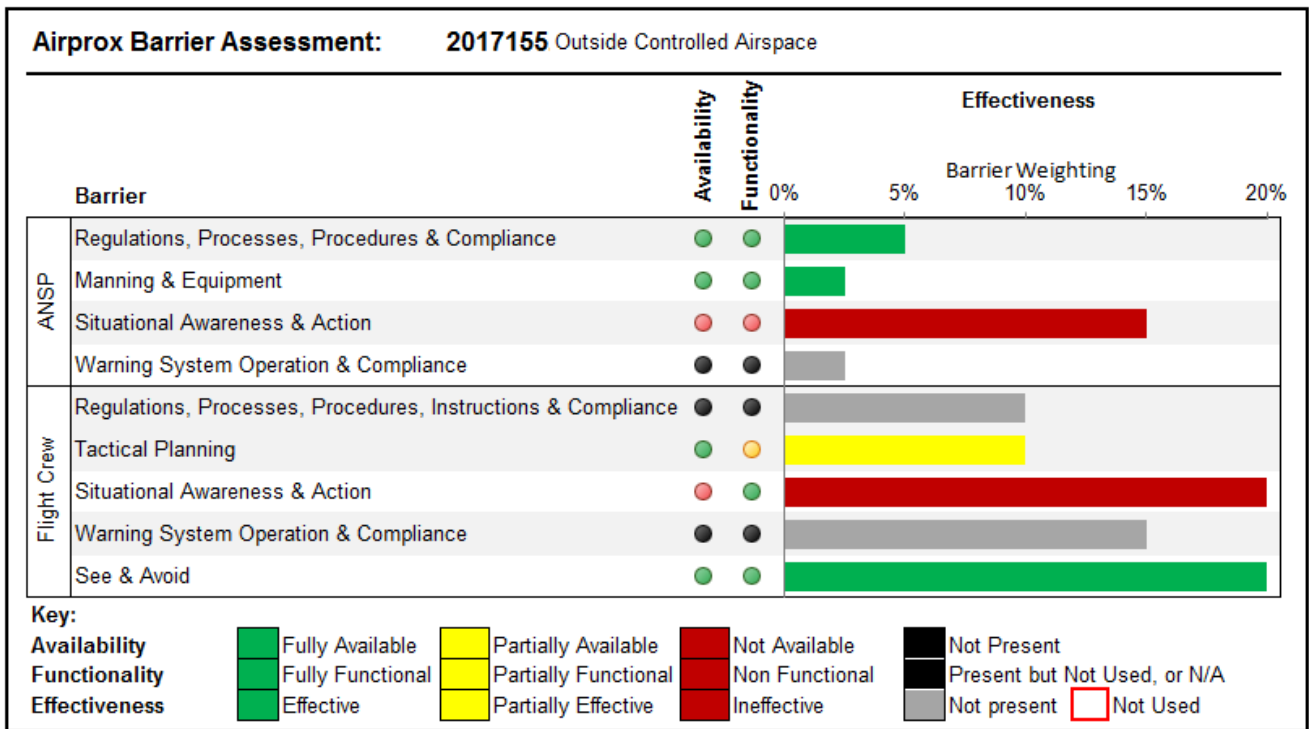 Airprox Barrier Assessment: 2017155 Outside Controlled Airspace
Availability
Functionality
Effectiveness
Barrier Weighting
Barrier
0% 5% 10% 15% 20%
ANSP
Regulations, Processes, Procedures & Compliance
Manning & Equipment
Situational Awareness & Action
Warning System Operation & Compliance
Flight Crew
Regulations, Processes, Procedures, Instructions & Compliance
Tactical Planning
Situational Awareness & Action
Warning System Operation & Compliance
See & Avoid
Key:
Availability Fully Available Partially Available Not Available Not Present
Functionality Fully Functional Partially Functional Non Functional Present but Not Used, or N/A
Effectiveness Effective Partially Effective Ineffective Not present Not Used